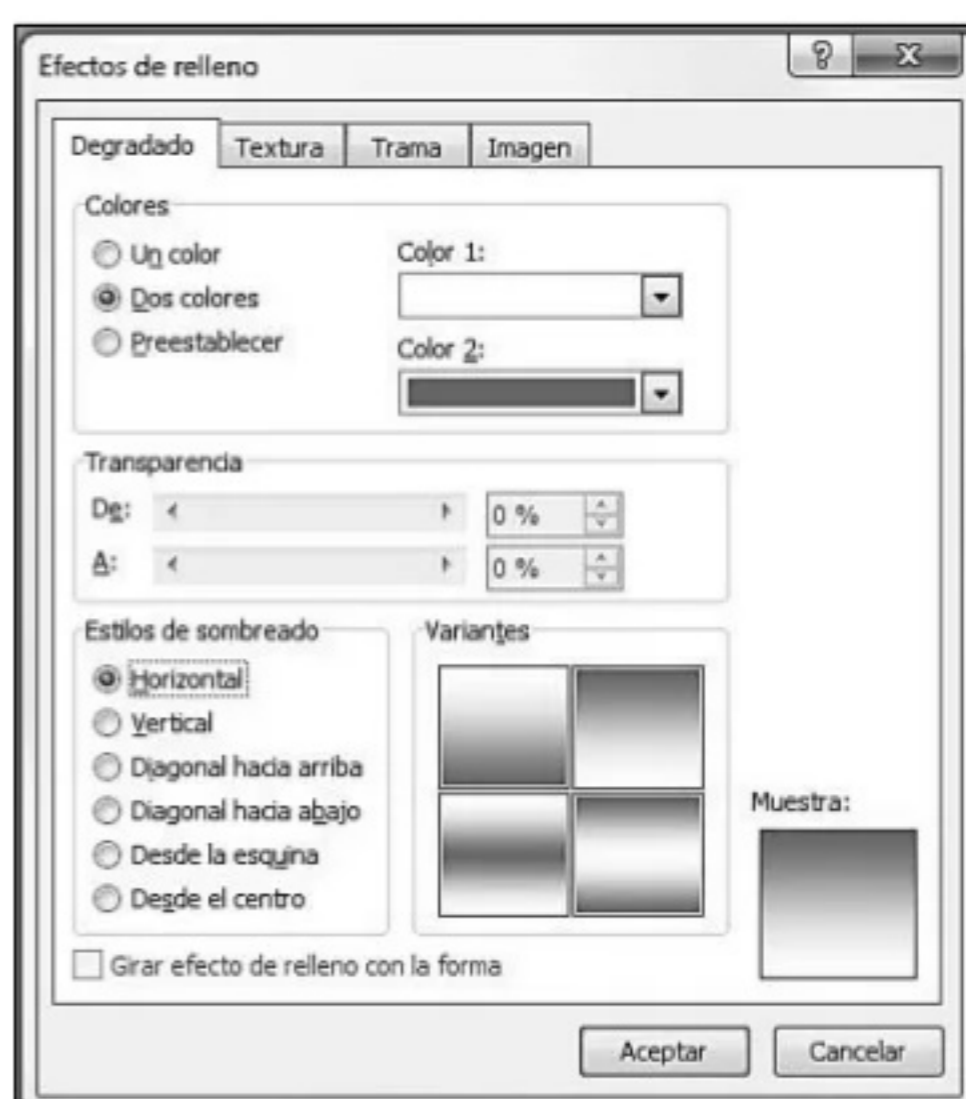 Efectos de relleno
Degradado Textura Trama Imagen
Colores
Un color
Dos colores
Preestablecer
Color 1:
Color 2:
Transparencia
De: 0 %
A: 0 %
Estilos de sombreado
Horizontal
Vertical
Diagonal hacia arriba
Diagonal hacia abajo
Desde la esquina
Desde el centro
Variantes
Muestra:
Girar efecto de relleno con la forma
Aceptar Cancelar